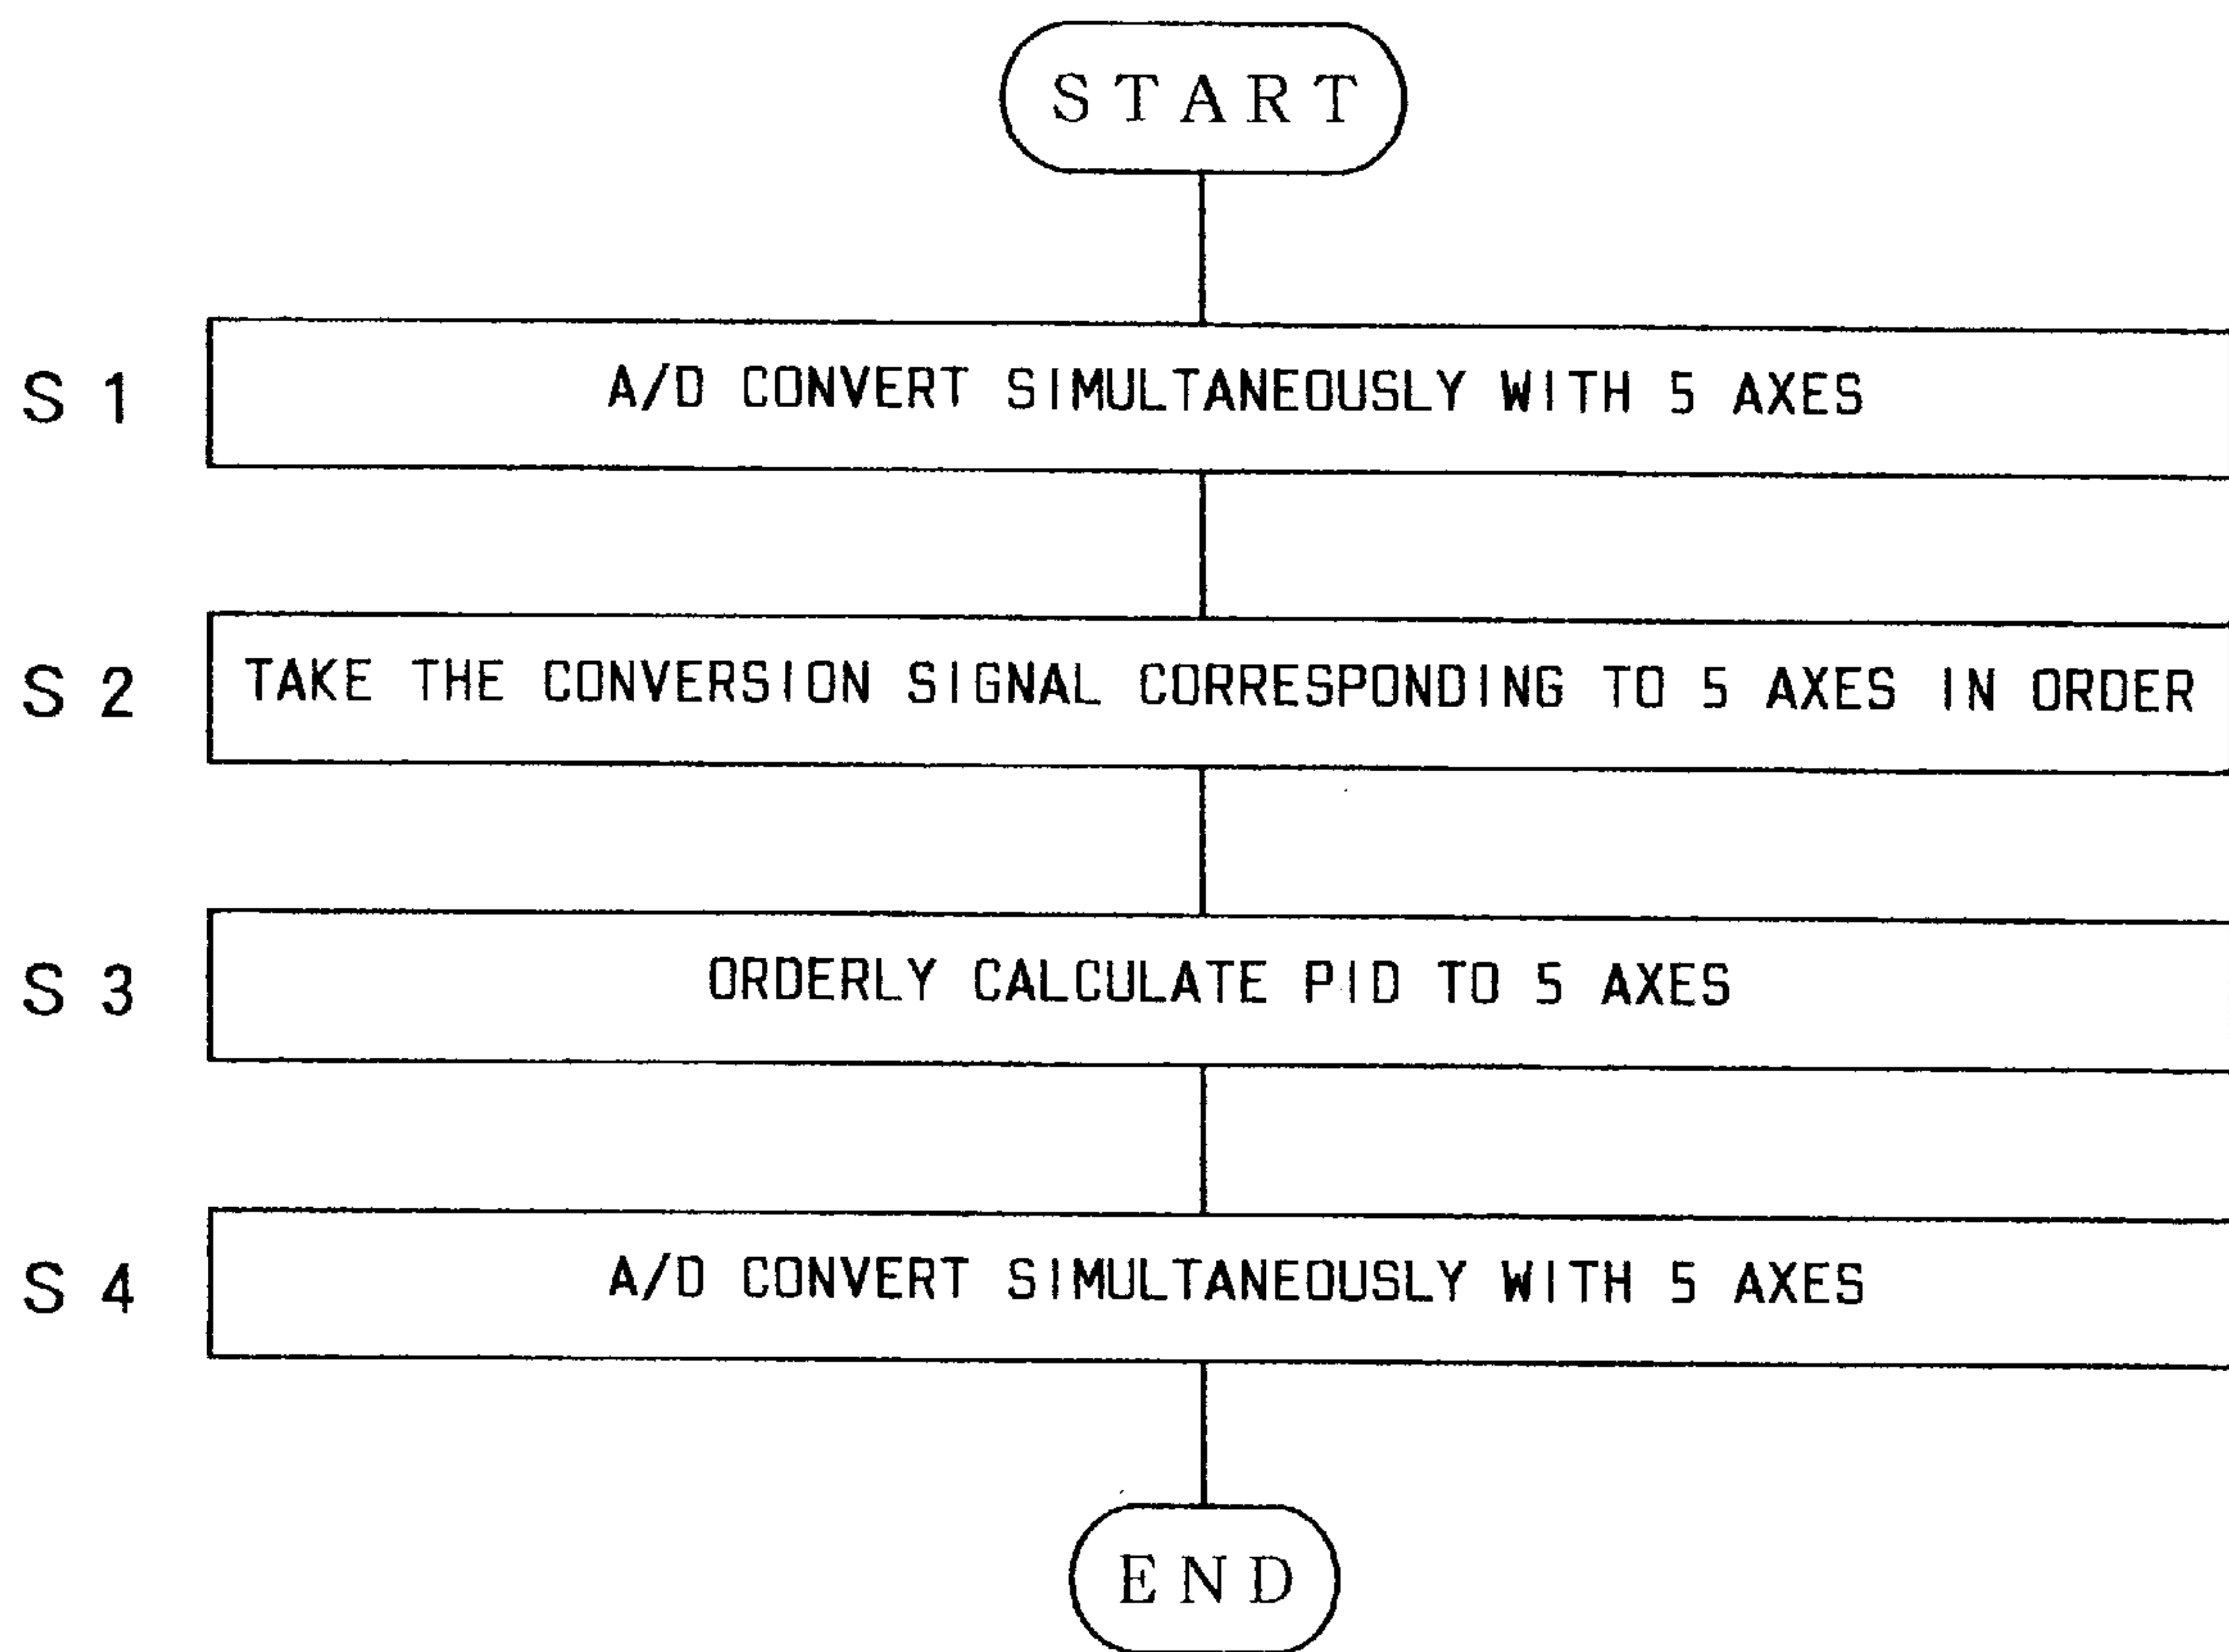 START
S 1 A/D CONVERT SIMULTANEOUSLY WITH 5 AXES
S 2 TAKE THE CONVERSION SIGNAL CORRESPONDING TO 5 AXES IN ORDER
S 3 ORDERLY CALCULATE PID TO 5 AXES
S 4 A/D CONVERT SIMULTANEOUSLY WITH 5 AXES
END